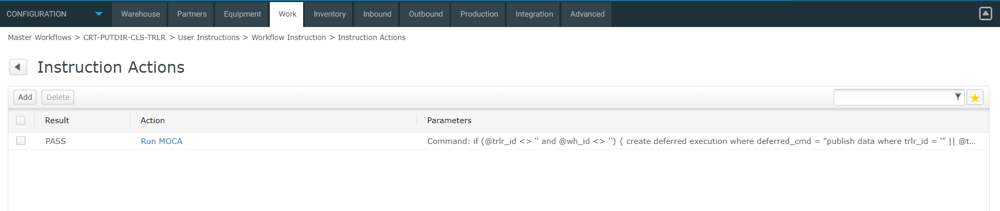 CONFIGURATION Warehouse Partners Equipment Work Inventory Inbound Outbound Production Integration Advanced
Master Workflows > CRT-PUTDIR-CLS-TRLR > User Instructions > Workflow Instruction > Instruction Actions
Instruction Actions
Add Delete
Result Action Parameters
PASS Run MOCA Command: if (@trlr_id <> '' and @wh_id <> '') { create deferred execution where deferred_cmd = "publish data where trlr_id = '" || @t...